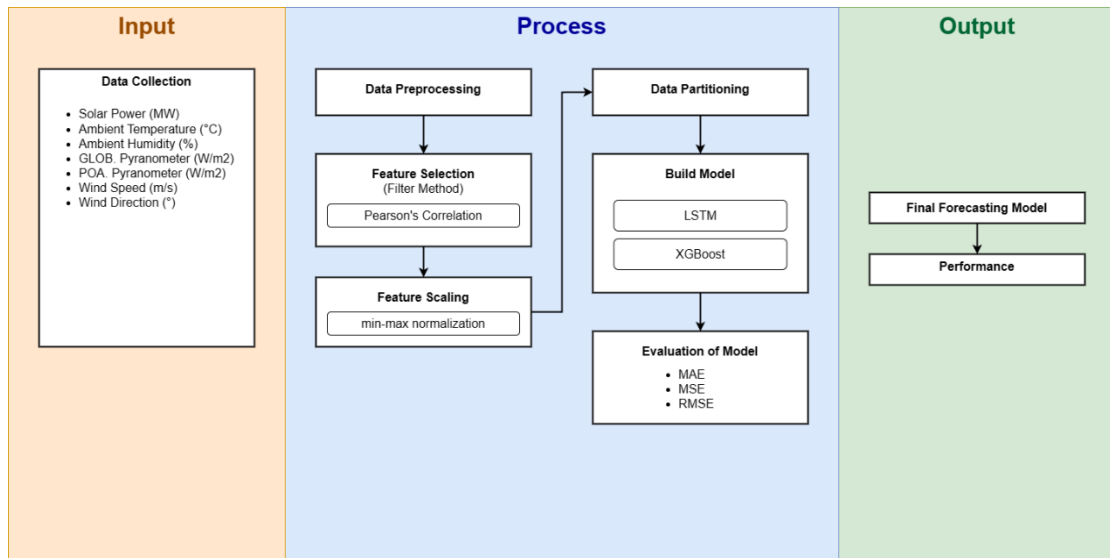 Input
Data Collection
• Solar Power (MW)
• Ambient Temperature (°C)
• Ambient Humidity (%)
• GLOB. Pyranometer (W/m2)
• POA. Pyranometer (W/m2)
• Wind Speed (m/s)
• Wind Direction (°)
Process
Data Preprocessing
Feature Selection
(Filter Method)
Pearson's Correlation
Feature Scaling
min-max normalization
Data Partitioning
Build Model
LSTM
XGBoost
Evaluation of Model
• MAE
• MSE
• RMSE
Output
Final Forecasting Model
Performance